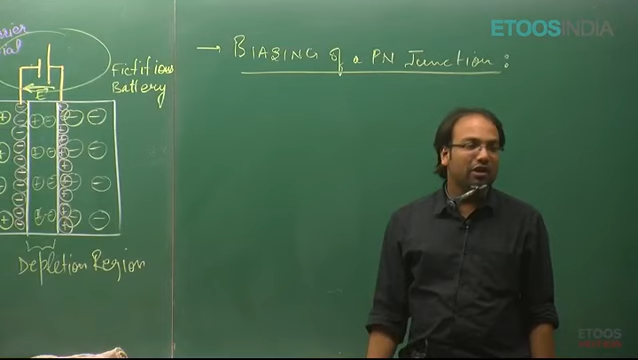 ETOOSINDIA
→ BIASING of a PN Junction :
Fictitious
Battery
E
Depletion Region
ETOOS